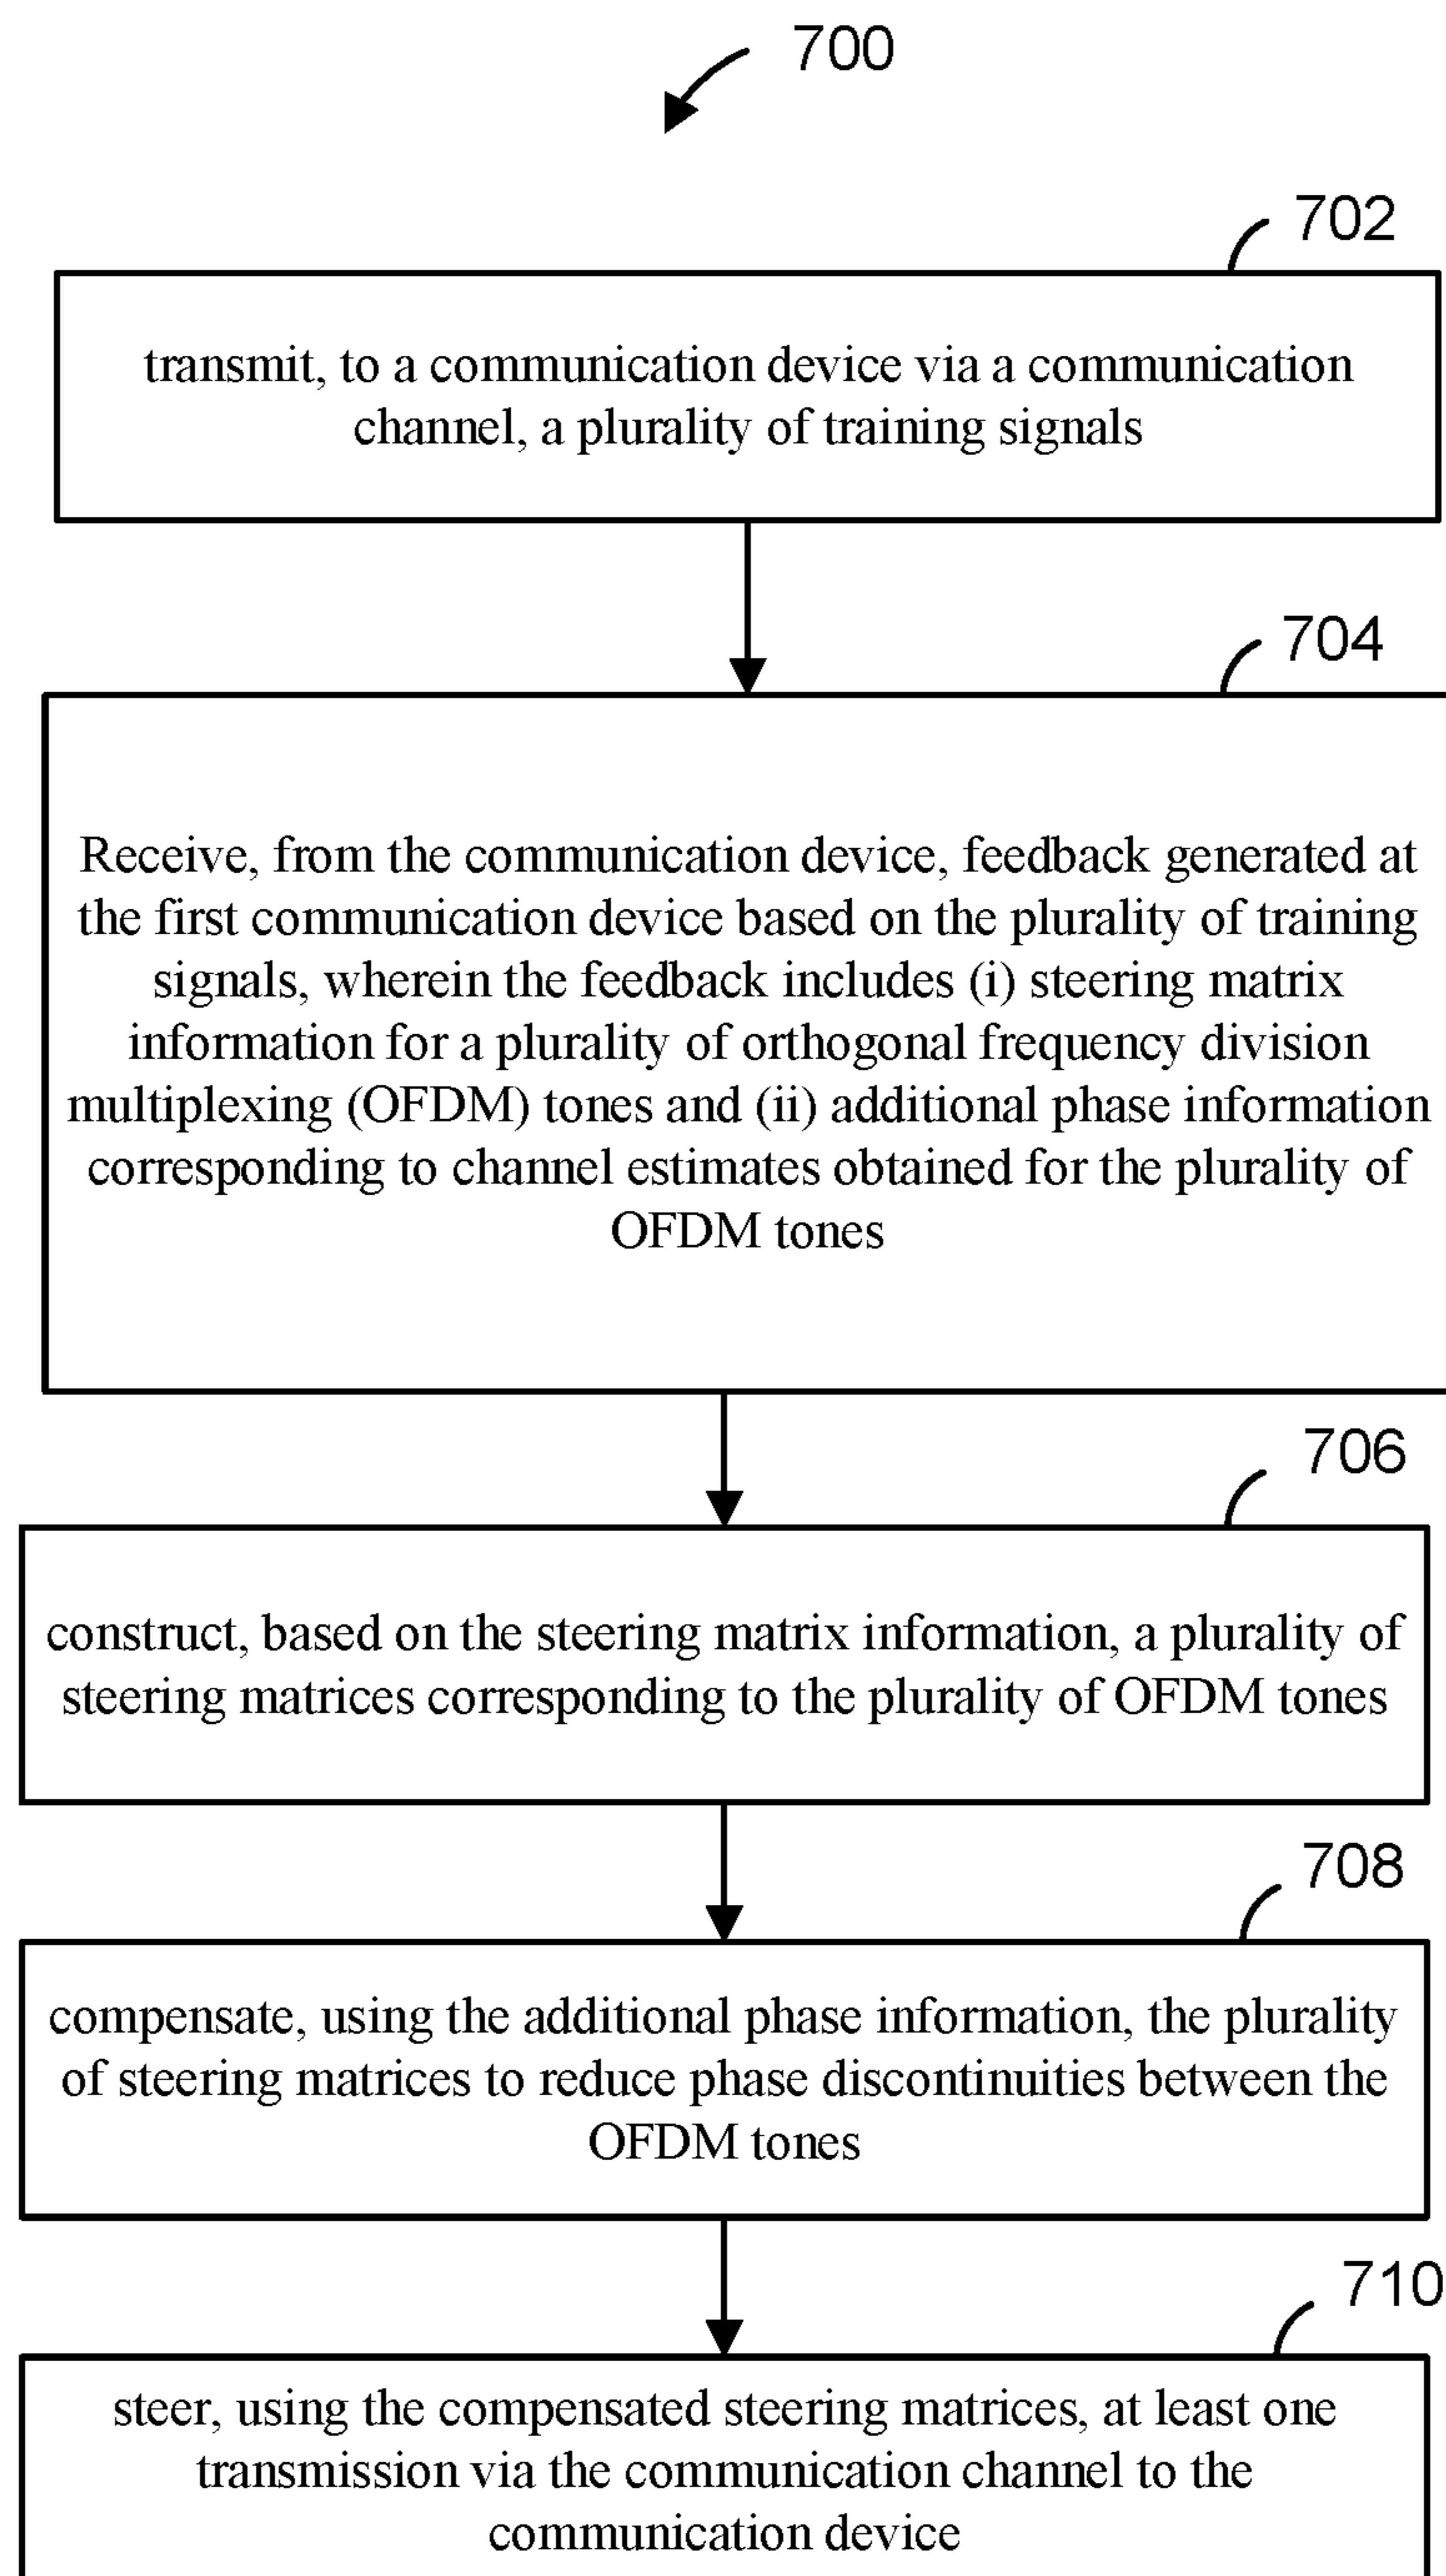 700
702
transmit, to a communication device via a communication
channel, a plurality of training signals
704
Receive, from the communication device, feedback generated at
the first communication device based on the plurality of training
signals, wherein the feedback includes (i) steering matrix
information for a plurality of orthogonal frequency division
multiplexing (OFDM) tones and (ii) additional phase information
corresponding to channel estimates obtained for the plurality of
OFDM tones
706
construct, based on the steering matrix information, a plurality of
steering matrices corresponding to the plurality of OFDM tones
708
compensate, using the additional phase information, the plurality
of steering matrices to reduce phase discontinuities between the
OFDM tones
710
steer, using the compensated steering matrices, at least one
transmission via the communication channel to the
communication device